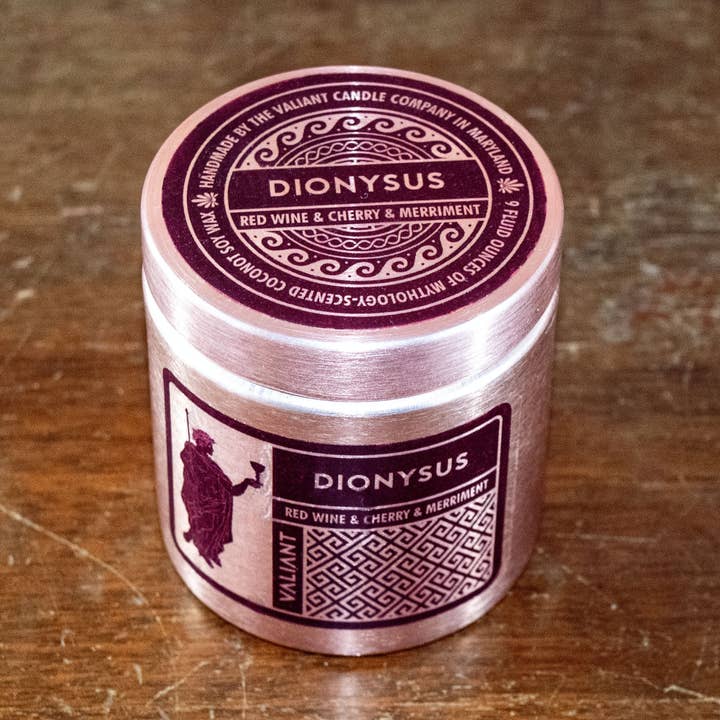 HANDMADE BY THE VALIANT CANDLE COMPANY IN MARYLAND
9 FLUID OUNCES OF MYTHOLOGY-SCENTED COCONOT SOY WAX
DIONYSUS
RED WINE & CHERRY & MERRIMENT
DIONYSUS
RED WINE & CHERRY & MERRIMENT
VALIANT